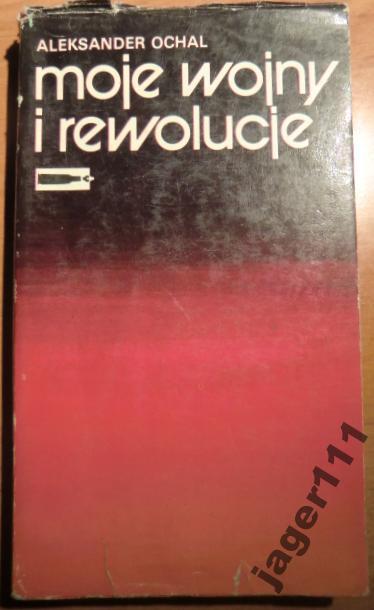 ALEKSANDER OCHAL
moje wojny
i rewolucje
jager111